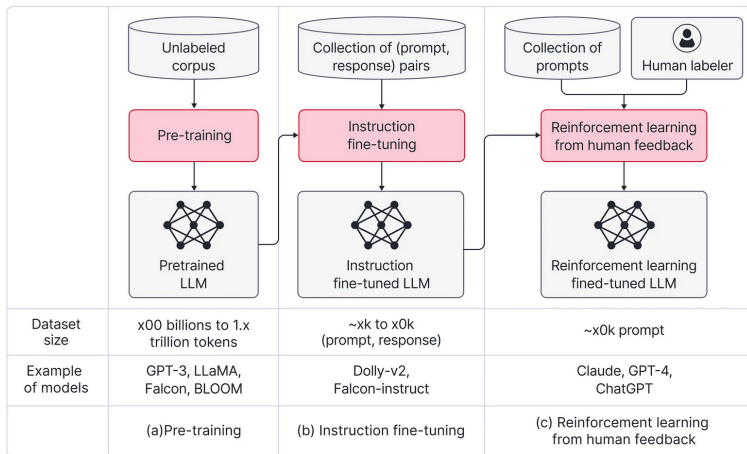 Unlabeled
corpus
Collection of (prompt,
response) pairs
Collection of
prompts
Human labeler
Pre-training
Instruction
fine-tuning
Reinforcement learning
from human feedback
Pretrained
LLM
Instruction
fine-tuned LLM
Reinforcement learning
fined-tuned LLM
Dataset
size
x00 billions to 1.x
trillion tokens
~xk to x0k
(prompt, response)
~x0k prompt
Example
of models
GPT-3, LLaMA,
Falcon, BLOOM
Dolly-v2,
Falcon-instruct
Claude, GPT-4,
ChatGPT
(a)Pre-training
(b) Instruction fine-tuning
(c) Reinforcement learning
from human feedback